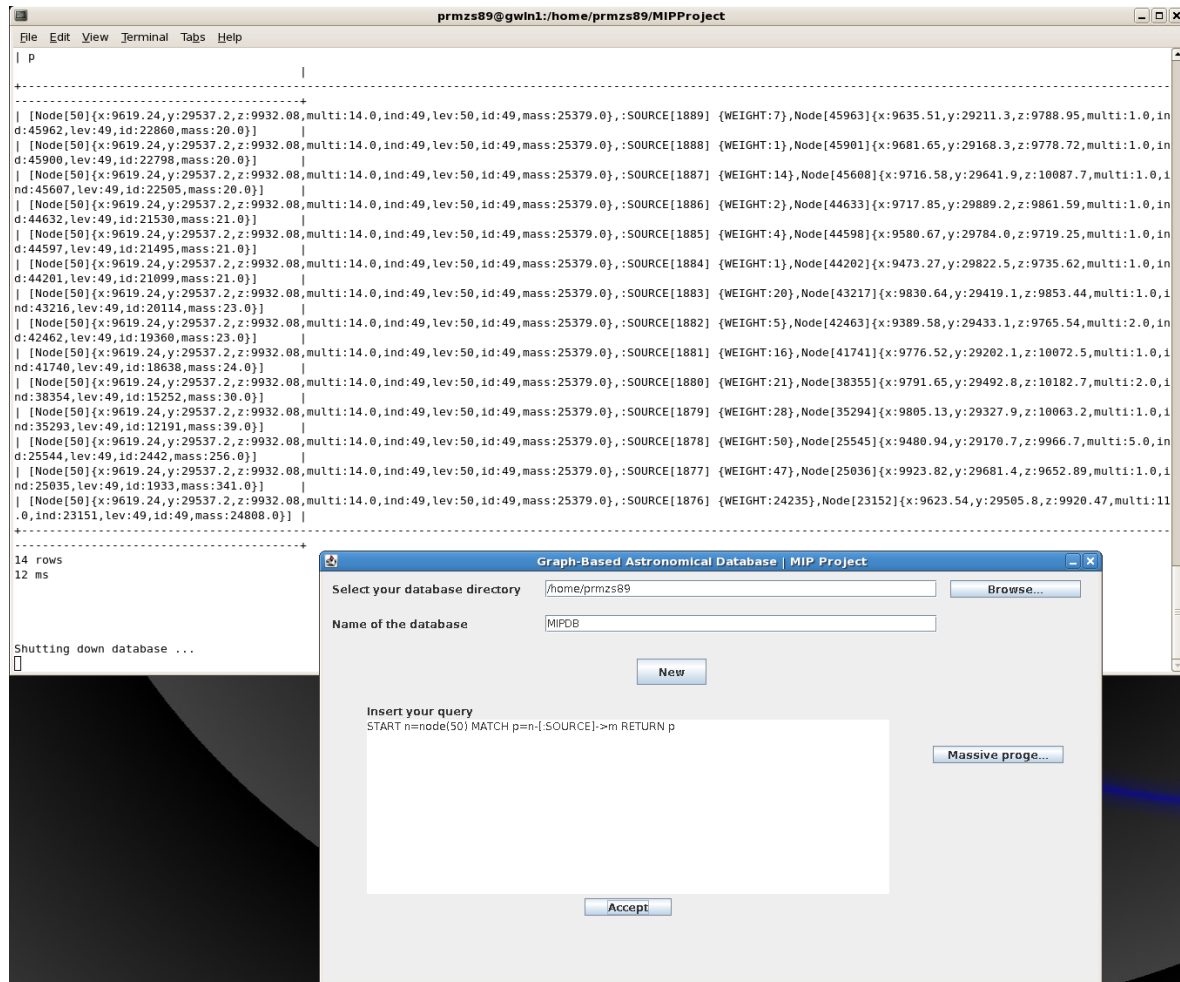 prmzs89@gwln1:/home/prmzs89/MIPProject
File Edit View Terminal Tabs Help
| p
|
+---------------------------------------------------------------------------------------------------------------------------------------------------------------
---------------------------------------+
| [Node[50]{x:9619.24,y:29537.2,z:9932.08,multi:14.0,ind:49,lev:50,id:49,mass:25379.0},:SOURCE[1889] {WEIGHT:7},Node[45963]{x:9635.51,y:29211.3,z:9788.95,multi:1.0,in
d:45962,lev:49,id:22860,mass:20.0}] |
| [Node[50]{x:9619.24,y:29537.2,z:9932.08,multi:14.0,ind:49,lev:50,id:49,mass:25379.0},:SOURCE[1888] {WEIGHT:1},Node[45901]{x:9681.65,y:29168.3,z:9778.72,multi:1.0,in
d:45900,lev:49,id:22798,mass:20.0}] |
| [Node[50]{x:9619.24,y:29537.2,z:9932.08,multi:14.0,ind:49,lev:50,id:49,mass:25379.0},:SOURCE[1887] {WEIGHT:14},Node[45608]{x:9716.58,y:29641.9,z:10087.7,multi:1.0,i
nd:45607,lev:49,id:22505,mass:20.0}] |
| [Node[50]{x:9619.24,y:29537.2,z:9932.08,multi:14.0,ind:49,lev:50,id:49,mass:25379.0},:SOURCE[1886] {WEIGHT:2},Node[44633]{x:9717.85,y:29889.2,z:9861.59,multi:1.0,in
d:44632,lev:49,id:21530,mass:21.0}] |
| [Node[50]{x:9619.24,y:29537.2,z:9932.08,multi:14.0,ind:49,lev:50,id:49,mass:25379.0},:SOURCE[1885] {WEIGHT:4},Node[44598]{x:9580.67,y:29784.0,z:9719.25,multi:1.0,in
d:44597,lev:49,id:21495,mass:21.0}] |
| [Node[50]{x:9619.24,y:29537.2,z:9932.08,multi:14.0,ind:49,lev:50,id:49,mass:25379.0},:SOURCE[1884] {WEIGHT:1},Node[44202]{x:9473.27,y:29822.5,z:9735.62,multi:1.0,in
d:44201,lev:49,id:21099,mass:21.0}] |
| [Node[50]{x:9619.24,y:29537.2,z:9932.08,multi:14.0,ind:49,lev:50,id:49,mass:25379.0},:SOURCE[1883] {WEIGHT:20},Node[43217]{x:9830.64,y:29419.1,z:9853.44,multi:1.0,i
nd:43216,lev:49,id:20114,mass:23.0}] |
| [Node[50]{x:9619.24,y:29537.2,z:9932.08,multi:14.0,ind:49,lev:50,id:49,mass:25379.0},:SOURCE[1882] {WEIGHT:5},Node[42463]{x:9389.58,y:29433.1,z:9765.54,multi:2.0,in
d:42462,lev:49,id:19360,mass:23.0}] |
| [Node[50]{x:9619.24,y:29537.2,z:9932.08,multi:14.0,ind:49,lev:50,id:49,mass:25379.0},:SOURCE[1881] {WEIGHT:16},Node[41741]{x:9776.52,y:29202.1,z:10072.5,multi:1.0,i
nd:41740,lev:49,id:18638,mass:24.0}] |
| [Node[50]{x:9619.24,y:29537.2,z:9932.08,multi:14.0,ind:49,lev:50,id:49,mass:25379.0},:SOURCE[1880] {WEIGHT:21},Node[38355]{x:9791.65,y:29492.8,z:10182.7,multi:2.0,i
nd:38354,lev:49,id:15252,mass:30.0}] |
| [Node[50]{x:9619.24,y:29537.2,z:9932.08,multi:14.0,ind:49,lev:50,id:49,mass:25379.0},:SOURCE[1879] {WEIGHT:28},Node[35294]{x:9805.13,y:29327.9,z:10063.2,multi:1.0,i
nd:35293,lev:49,id:12191,mass:39.0}] |
| [Node[50]{x:9619.24,y:29537.2,z:9932.08,multi:14.0,ind:49,lev:50,id:49,mass:25379.0},:SOURCE[1878] {WEIGHT:50},Node[25545]{x:9480.94,y:29170.7,z:9966.7,multi:5.0,in
d:25544,lev:49,id:2442,mass:256.0}] |
| [Node[50]{x:9619.24,y:29537.2,z:9932.08,multi:14.0,ind:49,lev:50,id:49,mass:25379.0},:SOURCE[1877] {WEIGHT:47},Node[25036]{x:9923.82,y:29681.4,z:9652.89,multi:1.0,i
nd:25035,lev:49,id:1933,mass:341.0}] |
| [Node[50]{x:9619.24,y:29537.2,z:9932.08,multi:14.0,ind:49,lev:50,id:49,mass:25379.0},:SOURCE[1876] {WEIGHT:24235},Node[23152]{x:9623.54,y:29505.8,z:9920.47,multi:11
.0,ind:23151,lev:49,id:49,mass:24808.0}] |
+---------------------------------------------------------------------------------------------------------------------------------------------------------------
---------------------------------------+
14 rows
12 ms
Shutting down database ...
Graph-Based Astronomical Database | MIP Project
Select your database directory /home/prmzs89 Browse...
Name of the database MIPDB
New
Insert your query
START n=node(50) MATCH p=n-[:SOURCE]->m RETURN p
Massive proge...
Accept